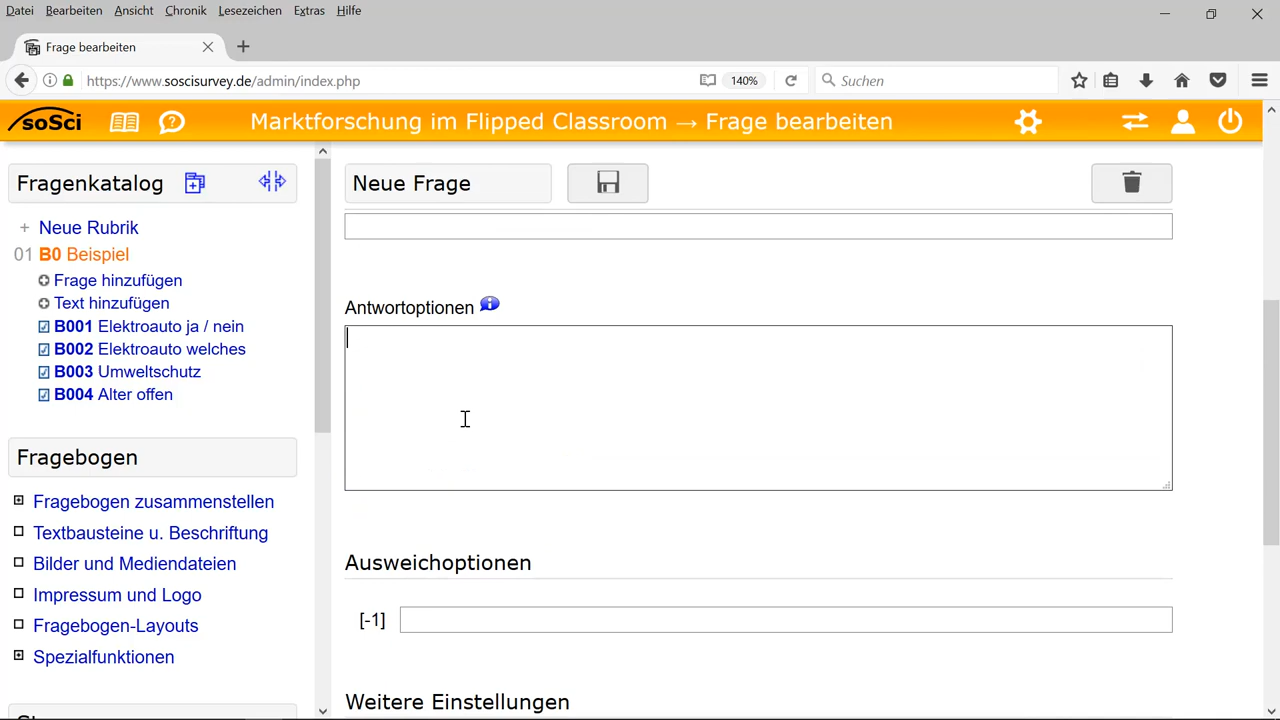 Datei Bearbeiten Ansicht Chronik Lesezeichen Extras Hilfe
Frage bearbeiten
https://www.soscisurvey.de/admin/index.php 140% Suchen
soSci Marktforschung im Flipped Classroom → Frage bearbeiten
Fragenkatalog
Neue Rubrik
01 B0 Beispiel
Frage hinzufügen
Text hinzufügen
B001 Elektroauto ja / nein
B002 Elektroauto welches
B003 Umweltschutz
B004 Alter offen
Fragebogen
Fragebogen zusammenstellen
Textbausteine u. Beschriftung
Bilder und Mediendateien
Impressum und Logo
Fragebogen-Layouts
Spezialfunktionen
Neue Frage
Antwortoptionen
Ausweichoptionen
[-1]
Weitere Einstellungen